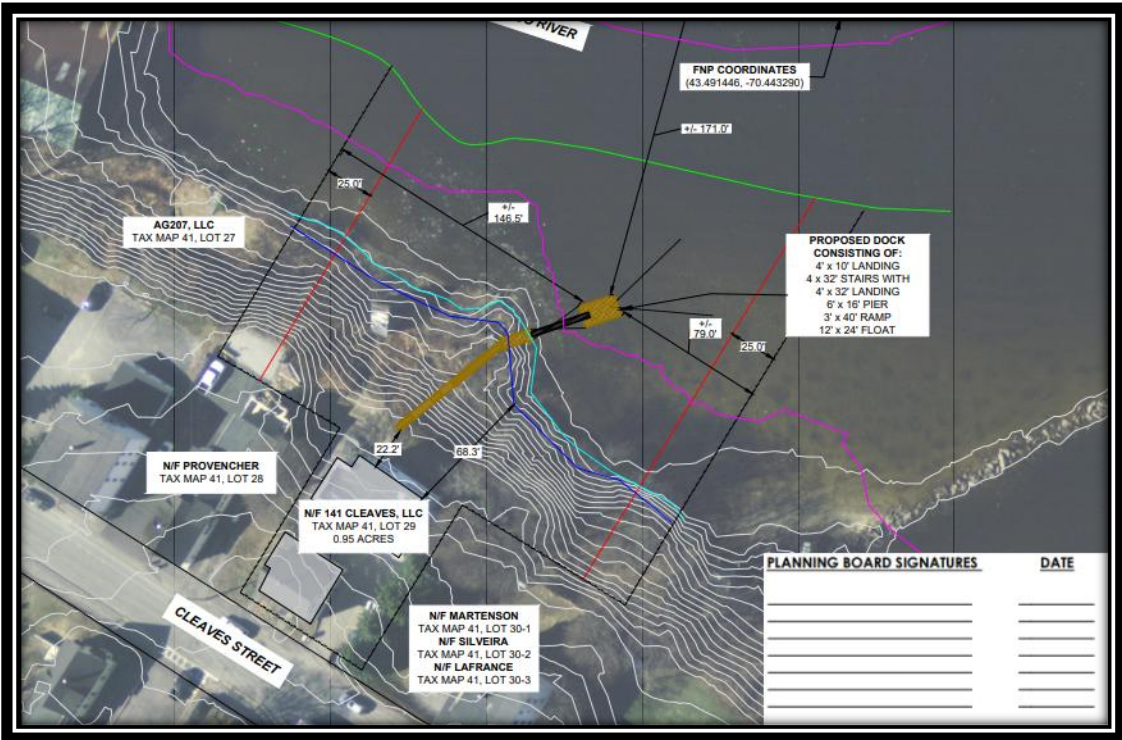 RIVER
FNP COORDINATES
(43.491446, -70.443290)
+/- 171.0'
25.0'
+/-
146.5'
AG207, LLC
TAX MAP 41, LOT 27
PROPOSED DOCK
CONSISTING OF:
4' x 10' LANDING
4 x 32' STAIRS WITH
4' x 32' LANDING
6' x 16' PIER
3' x 40' RAMP
12' x 24' FLOAT
+/-
79.0'
25.0'
22.2'
68.3'
N/F PROVENCHER
TAX MAP 41, LOT 28
N/F 141 CLEAVES, LLC
TAX MAP 41, LOT 29
0.95 ACRES
CLEAVES STREET
N/F MARTENSON
TAX MAP 41, LOT 30-1
N/F SILVEIRA
TAX MAP 41, LOT 30-2
N/F LAFRANCE
TAX MAP 41, LOT 30-3
PLANNING BOARD SIGNATURES DATE